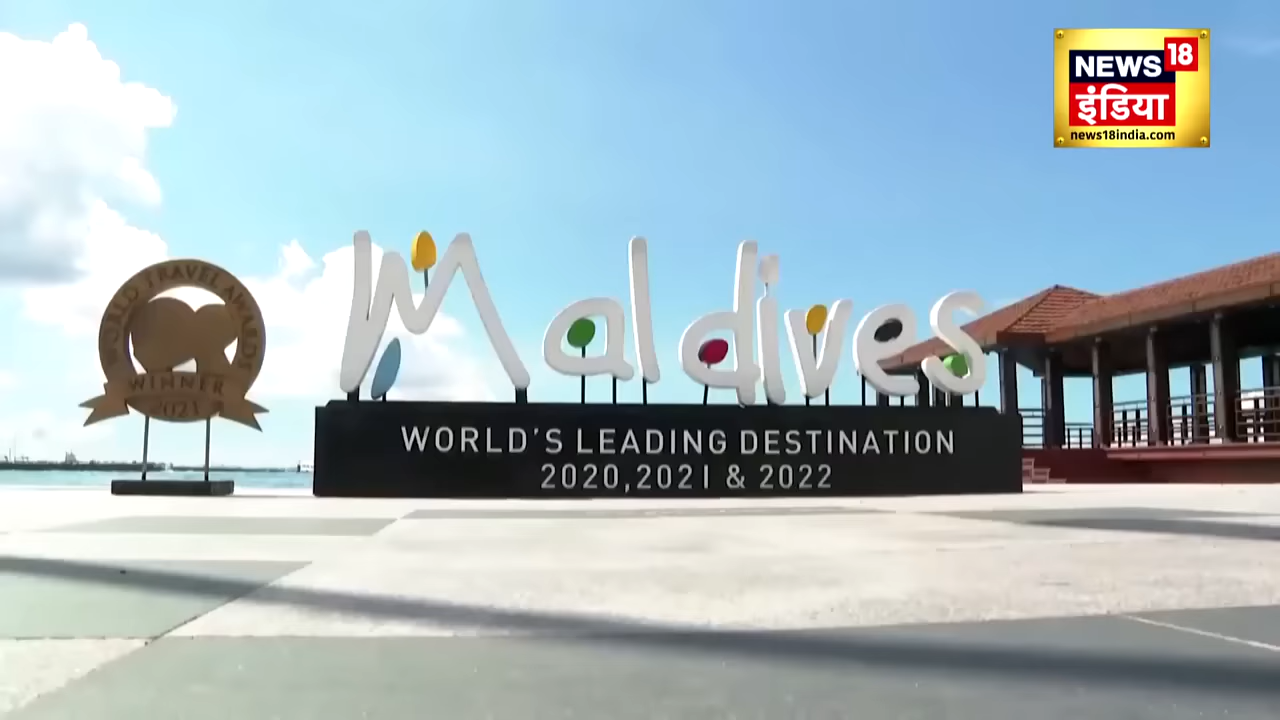 NEWS 18
इंडिया
news18india.com
Maldives
WORLD TRAVEL AWARDS
WINNER
2021
WORLD'S LEADING DESTINATION
2020,2021 & 2022